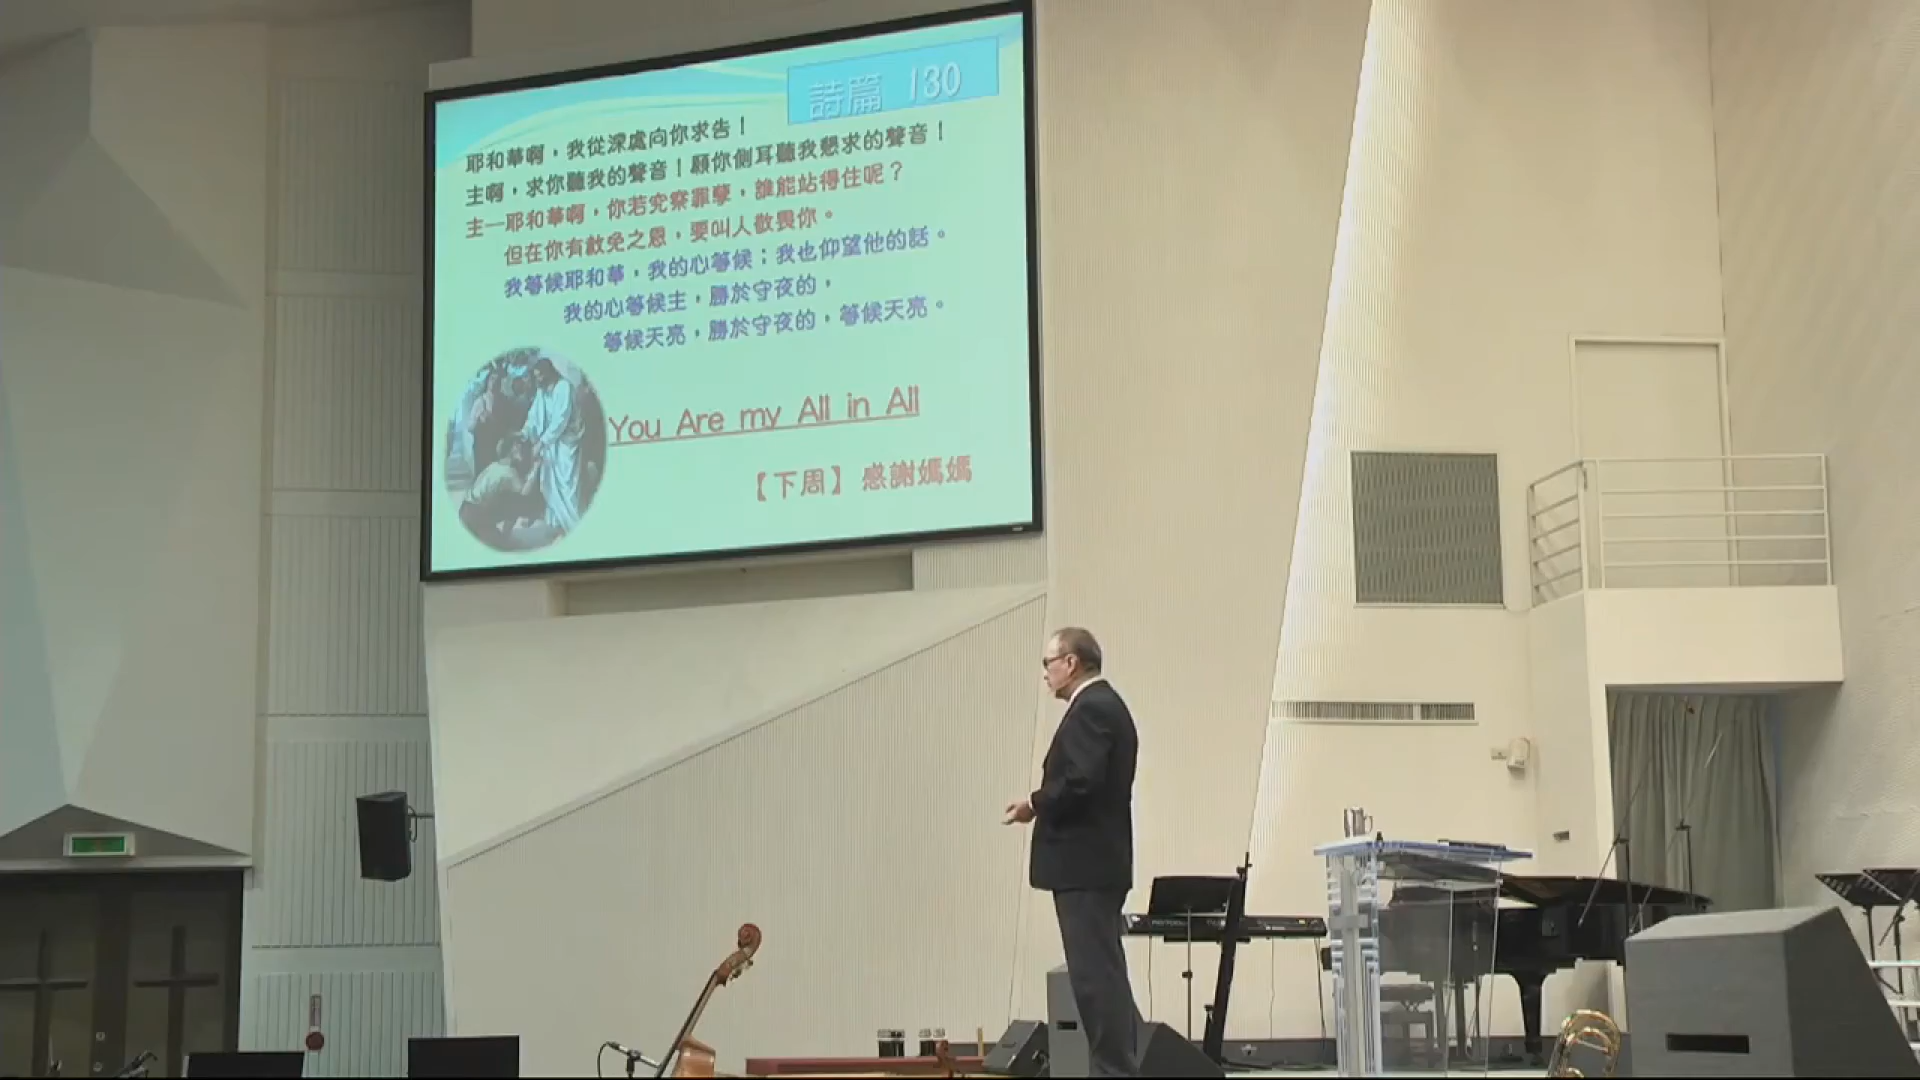 詩篇 130
耶和華啊，我從深處向你求告！
主啊，求你聽我的聲音！願你側耳聽我懇求的聲音！
主—耶和華啊，你若究察罪孽，誰能站得住呢？
但在你有赦免之恩，要叫人敬畏你。
我等候耶和華，我的心等候；我也仰望他的話。
我的心等候主，勝於守夜的，
等候天亮，勝於守夜的，等候天亮。
You Are my All in All
【下周】感謝媽媽